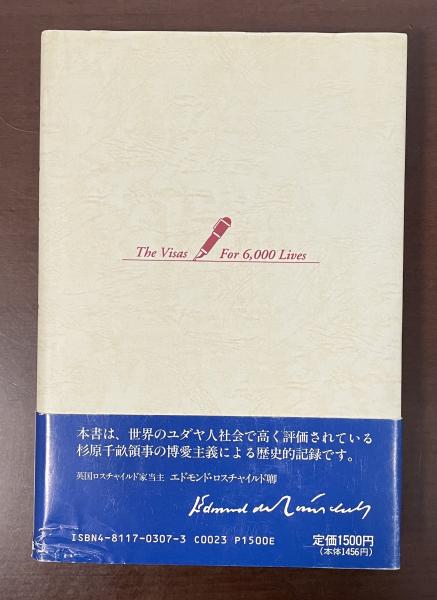 The Visas For 6,000 Lives
本書は、世界のユダヤ人社会で高く評価されている
杉原千畝領事の博愛主義による歴史的記録です。
英国ロスチャイルド家当主 エドモンド・ロスチャイルド卿
Edmund de Rothschild
ISBN4-8117-0307-3 C0023 P1500E
定価1500円
(本体1456円)